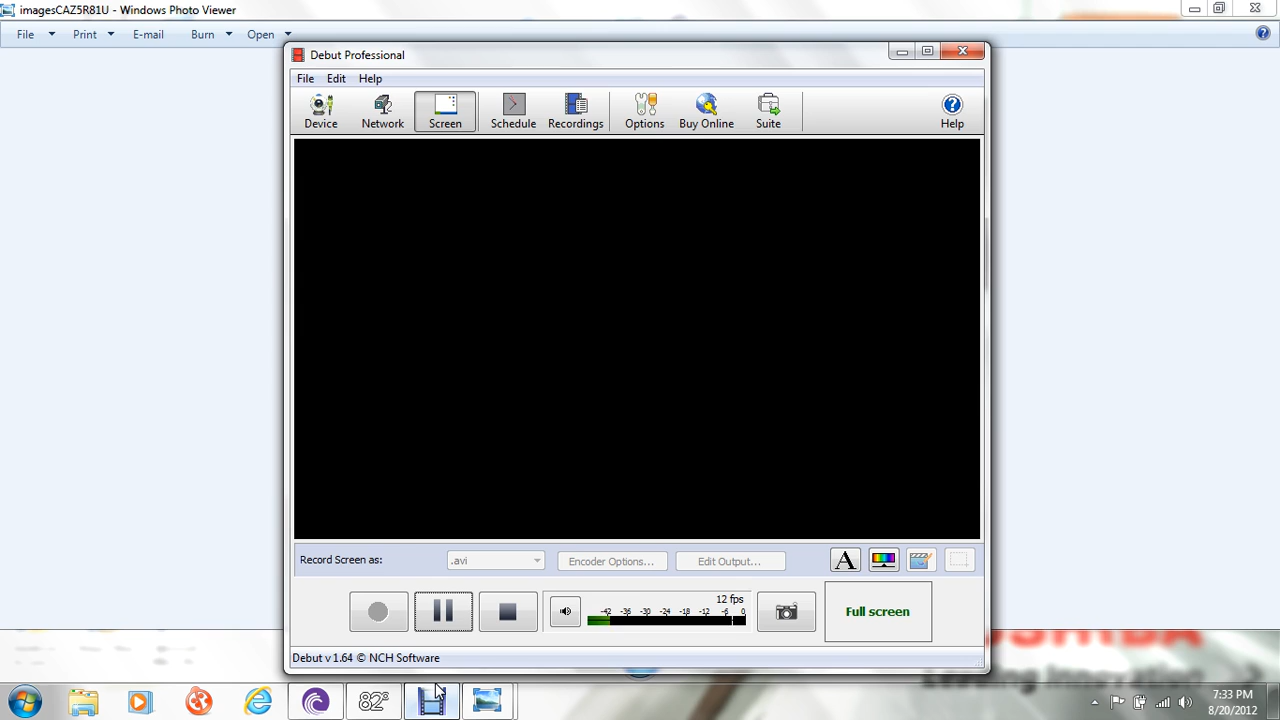 imagesCAZ5R81U - Windows Photo Viewer
File Print E-mail Burn Open
Debut Professional
File Edit Help
Device Network Screen Schedule Recordings Options Buy Online Suite Help
Record Screen as: .avi Encoder Options... Edit Output...
12 fps
-42 -36 -30 -24 -18 -12 -6 0
Full screen
Debut v 1.64 © NCH Software
82°
7:33 PM
8/20/2012